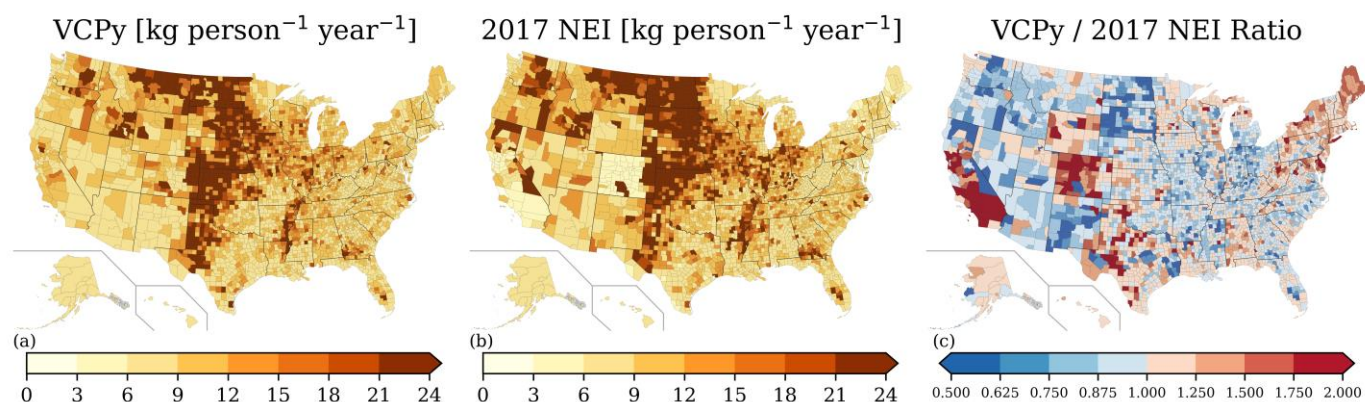 VCPy [kg person⁻¹ year⁻¹]
2017 NEI [kg person⁻¹ year⁻¹]
VCPy / 2017 NEI Ratio
(a)
(b)
(c)
0 3 6 9 12 15 18 21 24
0 3 6 9 12 15 18 21 24
0.500 0.625 0.750 0.875 1.000 1.250 1.500 1.750 2.000